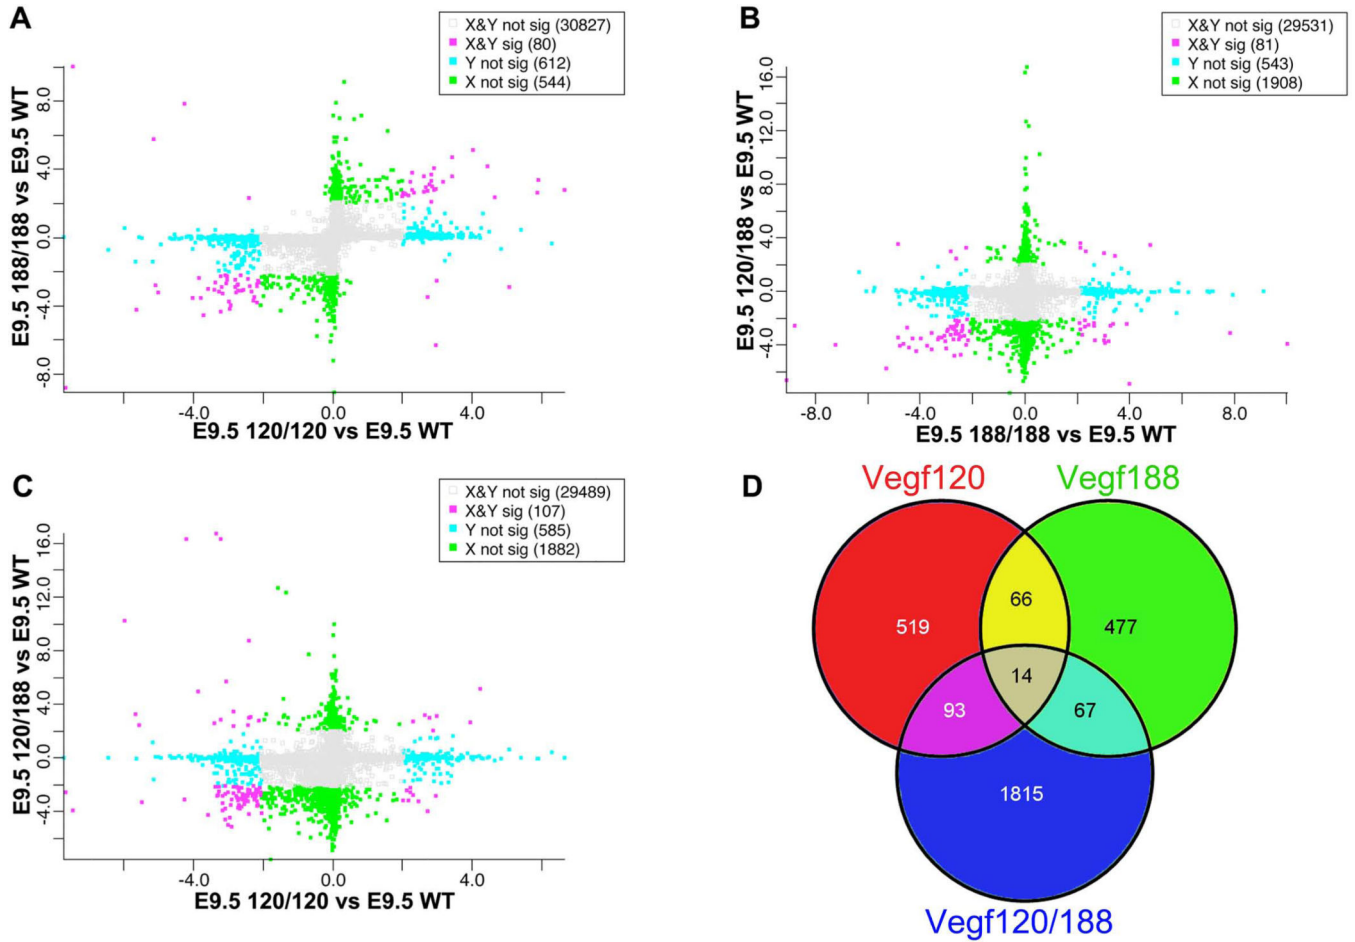 A
X&Y not sig (30827)
X&Y sig (80)
Y not sig (612)
X not sig (544)
E9.5 188/188 vs E9.5 WT
8.0
4.0
0.0
-4.0
-8.0
-4.0
0.0
4.0
E9.5 120/120 vs E9.5 WT
B
X&Y not sig (29531)
X&Y sig (81)
Y not sig (543)
X not sig (1908)
E9.5 120/188 vs E9.5 WT
16.0
12.0
8.0
4.0
0.0
-4.0
-8.0
-4.0
0.0
4.0
8.0
E9.5 188/188 vs E9.5 WT
C
X&Y not sig (29489)
X&Y sig (107)
Y not sig (585)
X not sig (1882)
E9.5 120/188 vs E9.5 WT
16.0
12.0
8.0
4.0
0.0
-4.0
-4.0
0.0
4.0
E9.5 120/120 vs E9.5 WT
D
Vegf120
Vegf188
66
519
477
14
93
67
1815
Vegf120/188